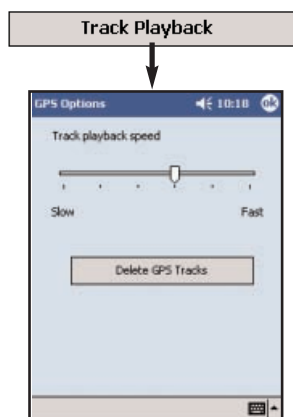 Track Playback
GPS Options 10:18 ok
Track playback speed
Slow Fast
Delete GPS Tracks